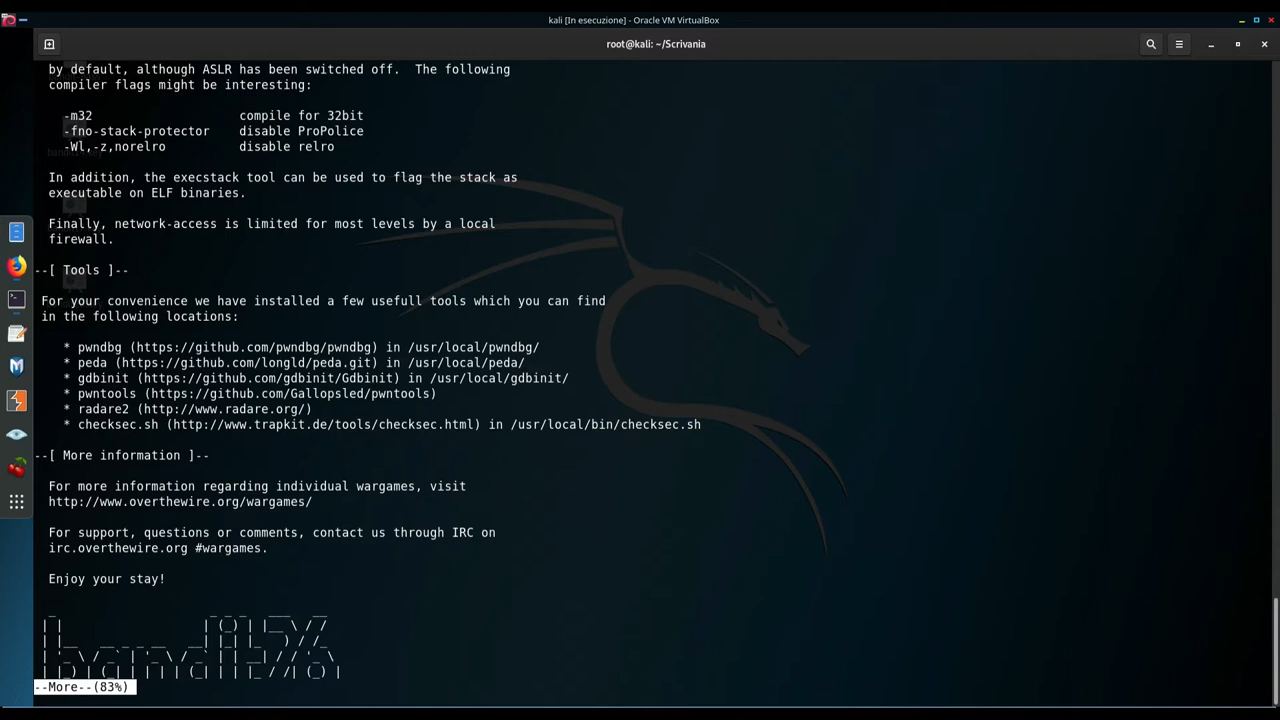 kali [In esecuzione] - Oracle VM VirtualBox
root@kali: ~/Scrivania
by default, although ASLR has been switched off.  The following
compiler flags might be interesting:
-m32                    compile for 32bit
-fno-stack-protector    disable ProPolice
-Wl,-z,norelro          disable relro
In addition, the execstack tool can be used to flag the stack as
executable on ELF binaries.
Finally, network-access is limited for most levels by a local
firewall.
--[ Tools ]--
For your convenience we have installed a few usefull tools which you can find
in the following locations:
* pwndbg (https://github.com/pwndbg/pwndbg) in /usr/local/pwndbg/
* peda (https://github.com/longld/peda.git) in /usr/local/peda/
* gdbinit (https://github.com/gdbinit/Gdbinit) in /usr/local/gdbinit/
* pwntools (https://github.com/Gallopsled/pwntools)
* radare2 (http://www.radare.org/)
* checksec.sh (http://www.trapkit.de/tools/checksec.html) in /usr/local/bin/checksec.sh
--[ More information ]--
For more information regarding individual wargames, visit
http://www.overthewire.org/wargames/
For support, questions or comments, contact us through IRC on
irc.overthewire.org #wargames.
Enjoy your stay!
bandit26
--More--(83%)